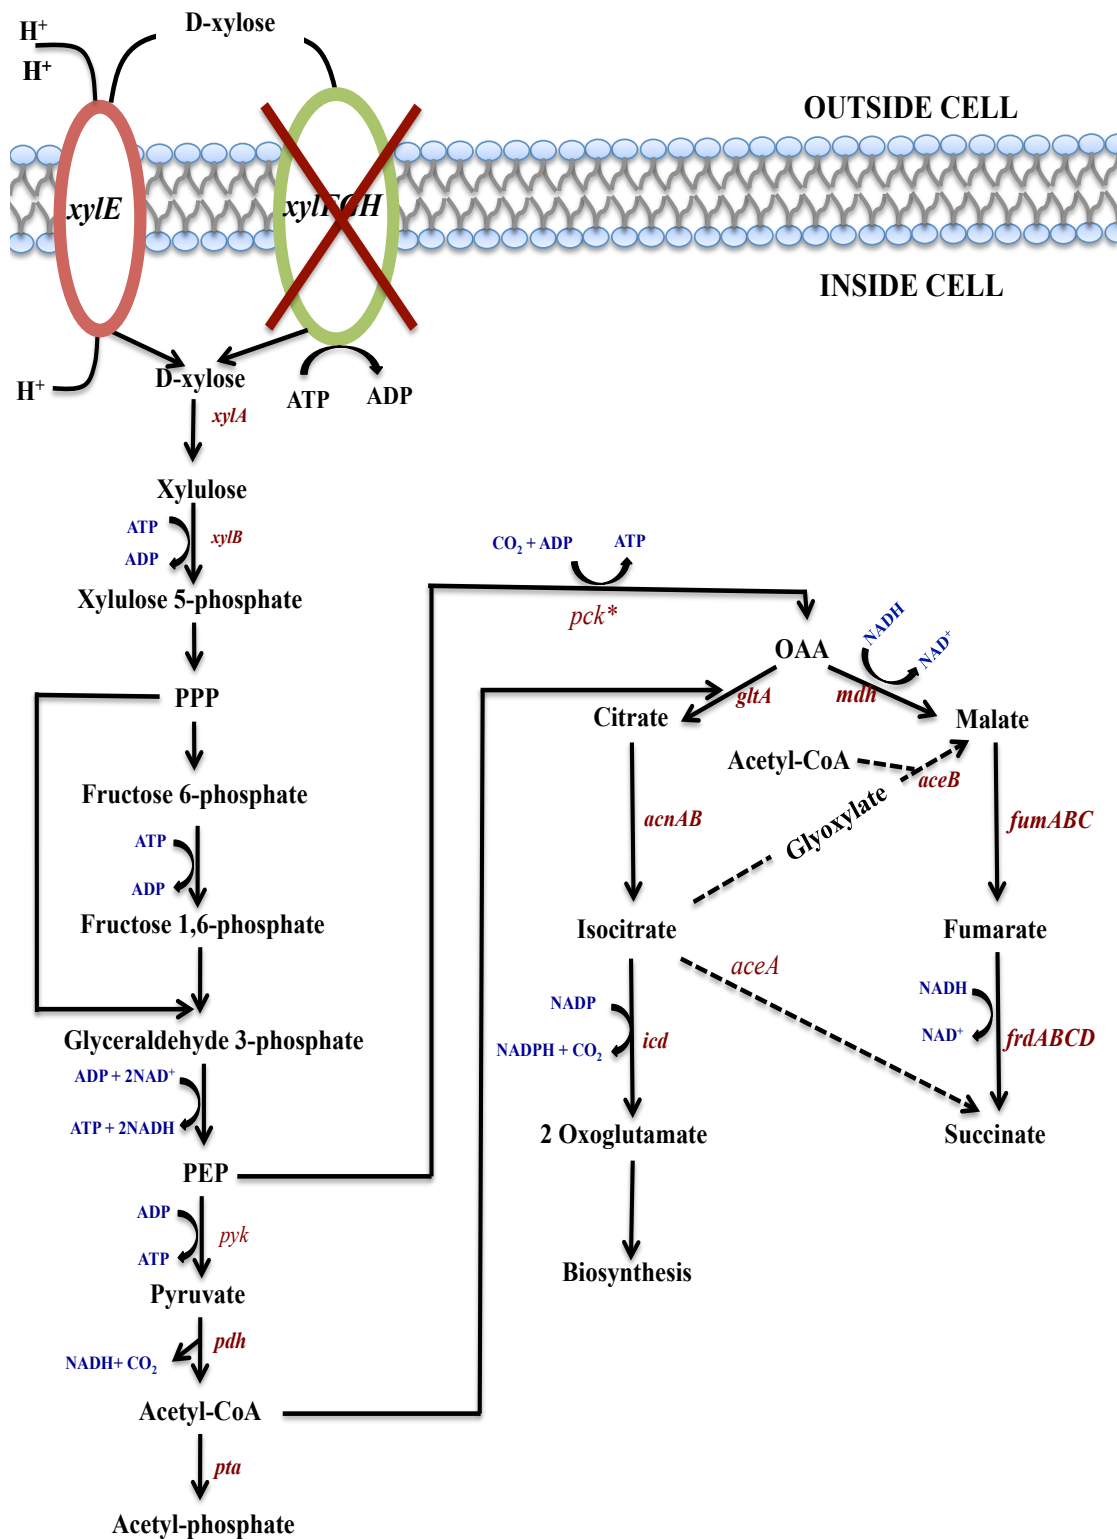 D-xylose
H⁺
H⁺
OUTSIDE CELL
xylE
xylFGH
INSIDE CELL
H⁺
D-xylose
ATP
ADP
xylA
Xylulose
ATP
xylB
ADP
Xylulose 5-phosphate
PPP
Fructose 6-phosphate
ATP
ADP
Fructose 1,6-phosphate
Glyceraldehyde 3-phosphate
ADP + 2NAD⁺
ATP + 2NADH
PEP
ADP
pyk
ATP
Pyruvate
pdh
NADH+ CO₂
Acetyl-CoA
pta
Acetyl-phosphate
CO₂ + ADP
ATP
pck*
OAA
NADH
NAD⁺
gltA
mdh
Citrate
Malate
Acetyl-CoA
aceB
Glyoxylate
acnAB
fumABC
Isocitrate
Fumarate
aceA
NADP
NADPH + CO₂
icd
NADH
NAD⁺
frdABCD
2 Oxoglutamate
Succinate
Biosynthesis